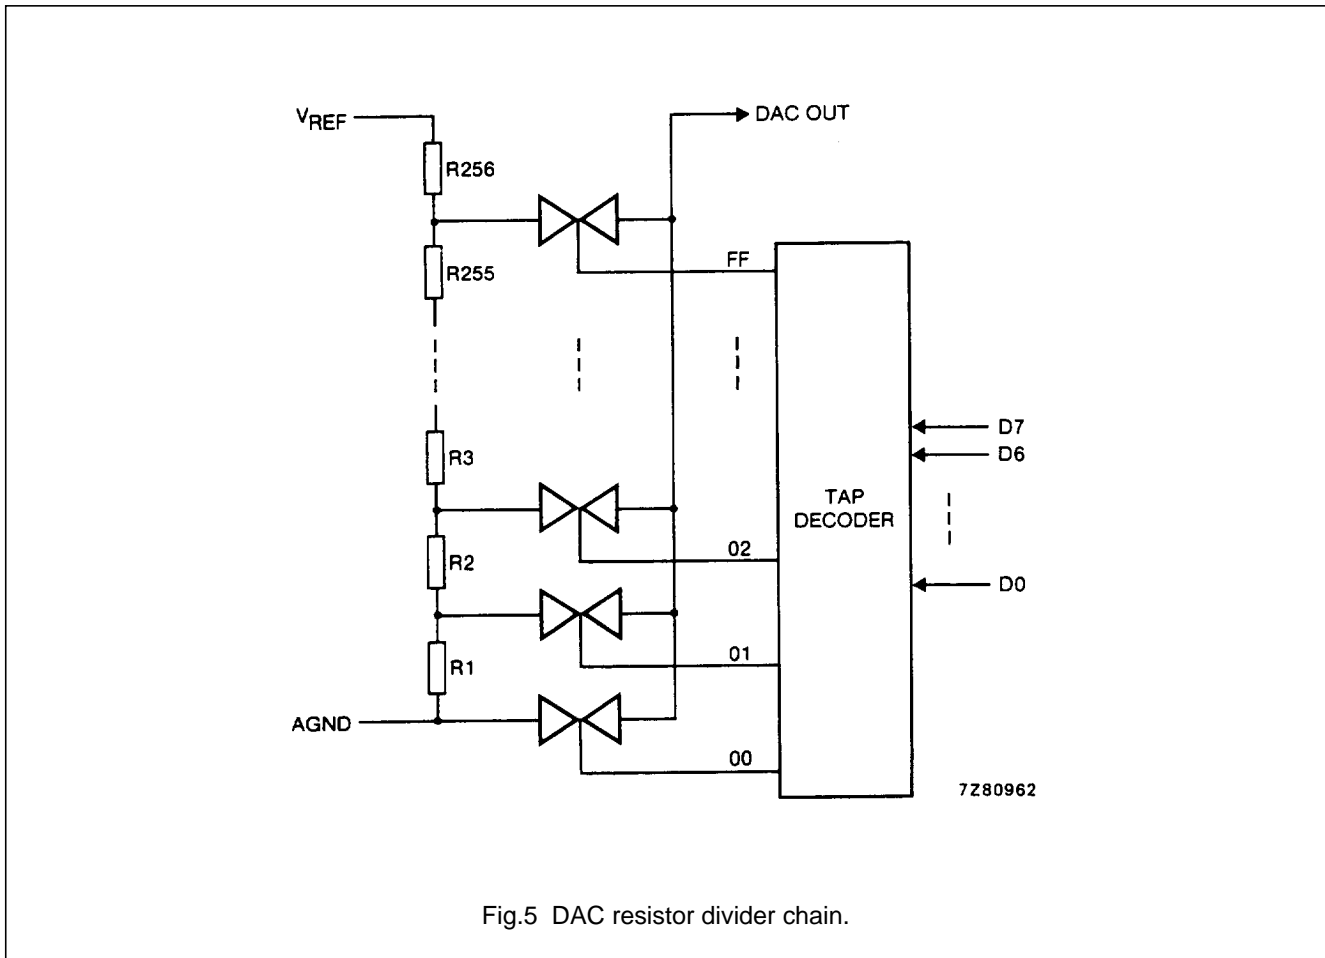 VREF
DAC OUT
R256
R255
FF
D7
D6
R3
TAP
DECODER
02
R2
D0
01
R1
AGND
00
7Z80962
Fig.5 DAC resistor divider chain.